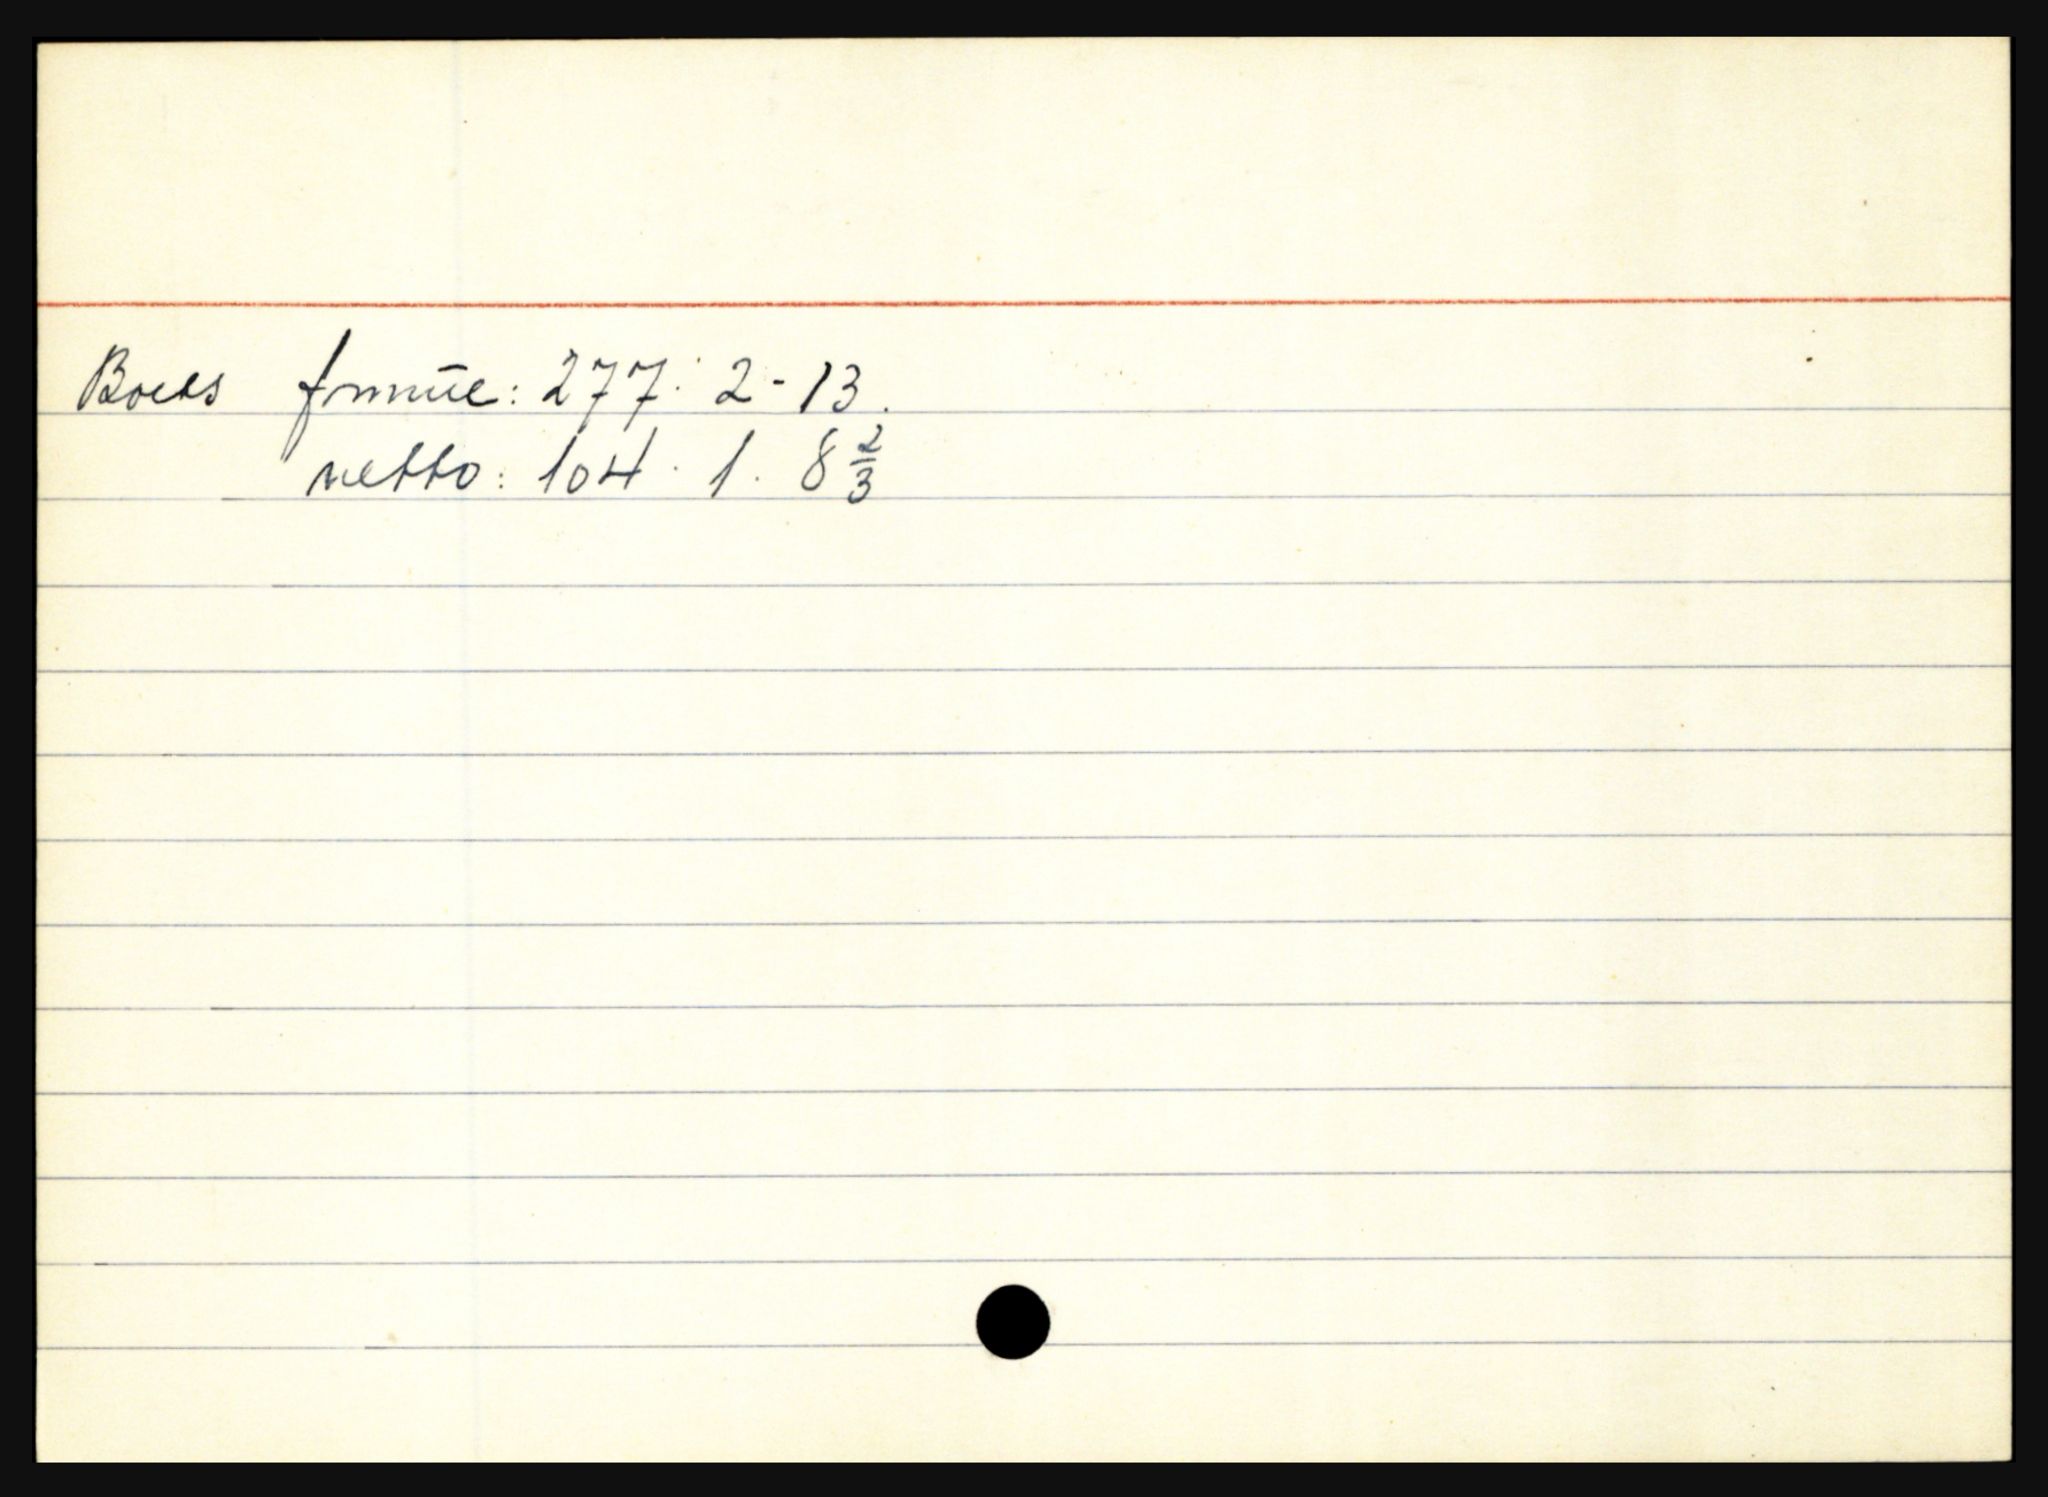 Boets formue: 277. 2-13.
netto: 104. 1. 8 2/3